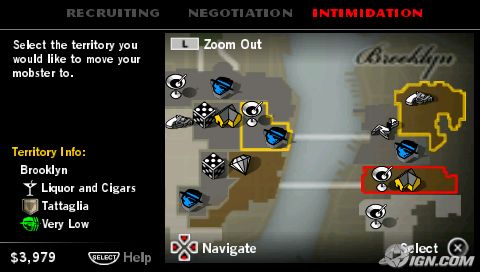 RECRUITING NEGOTIATION INTIMIDATION
Select the territory you
would like to move your
mobster to.
L Zoom Out
Brooklyn
Territory Info:
Brooklyn
Liquor and Cigars
Tattaglia
Very Low
$3,979
SELECT Help
Navigate
Select
IGN.COM